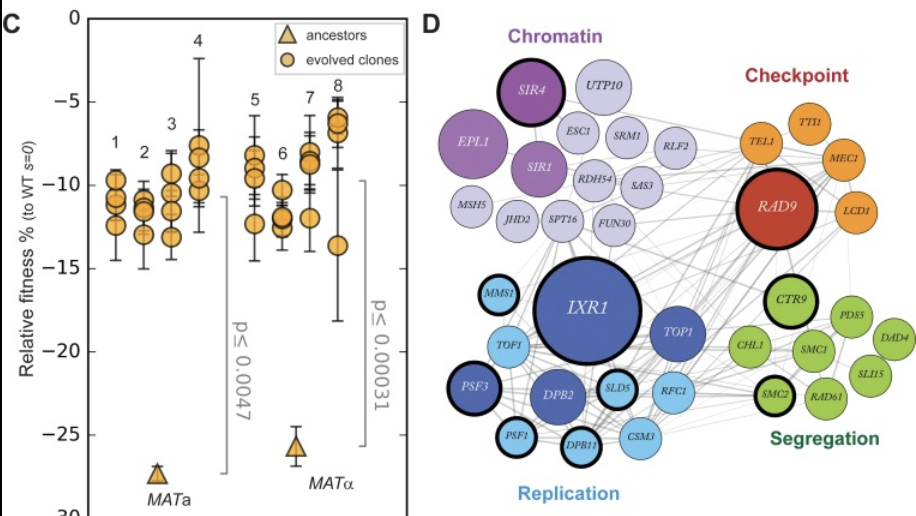 C
Relative fitness % (to WT s=0)
0
−5
−10
−15
−20
−25
−30
ancestors
evolved clones
1
2
3
4
5
6
7
8
p≤ 0.0047
p≤ 0.00031
MATa
MATα
D
Chromatin
SIR4
UTP10
EPL1
SIR1
ESC1
SRM1
RLF2
RDH54
SAS3
MSH5
JHD2
SPT16
FUN30
Checkpoint
TEL1
TTI1
MEC1
RAD9
LCD1
MMS1
IXR1
TOP1
TOF1
PSF3
DPB2
SLD5
RFC1
PSF1
DPB11
CSM3
Replication
CTR9
PDS5
DAD4
CHL1
SMC1
SLI15
SMC2
RAD61
Segregation